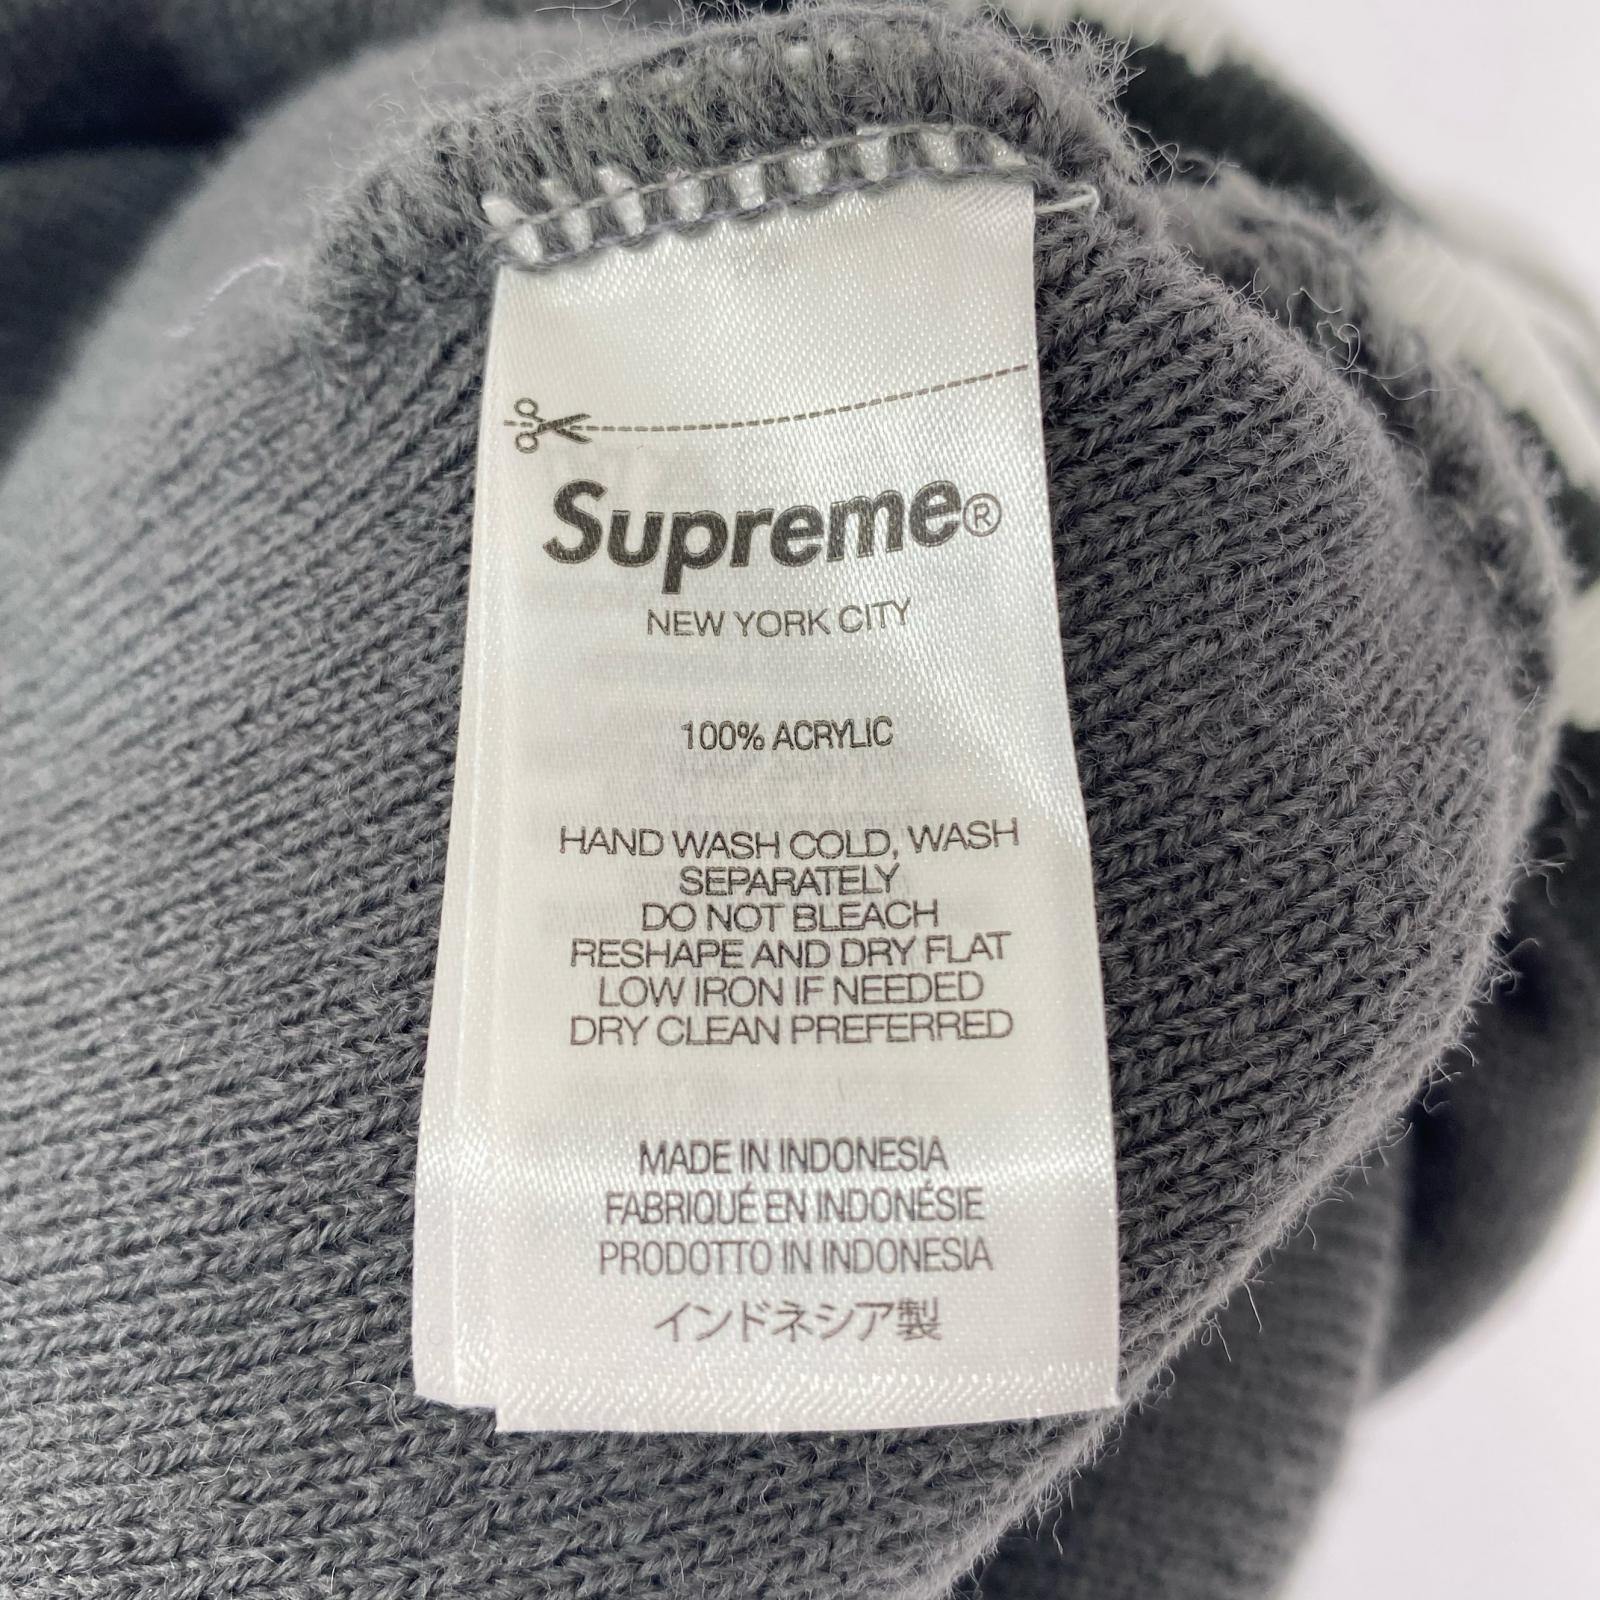 Supreme®
NEW YORK CITY
100% ACRYLIC
HAND WASH COLD, WASH
SEPARATELY
DO NOT BLEACH
RESHAPE AND DRY FLAT
LOW IRON IF NEEDED
DRY CLEAN PREFERRED
MADE IN INDONESIA
FABRIQUÉ EN INDONÉSIE
PRODOTTO IN INDONESIA
インドネシア製